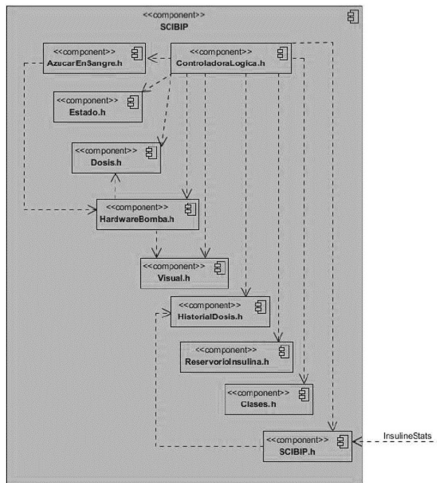 <<component>>
SCIBIP
<<component>>
AzucarEnSangre.h
<<component>>
ControladoraLogica.h
<<component>>
Estado.h
<<component>>
Dosis.h
<<component>>
HardwareBomba.h
<<component>>
Visual.h
<<component>>
HistorialDosis.h
<<component>>
ReservorioInsulina.h
<<component>>
Clases.h
<<component>>
SCIBIP.h
InsulineStats